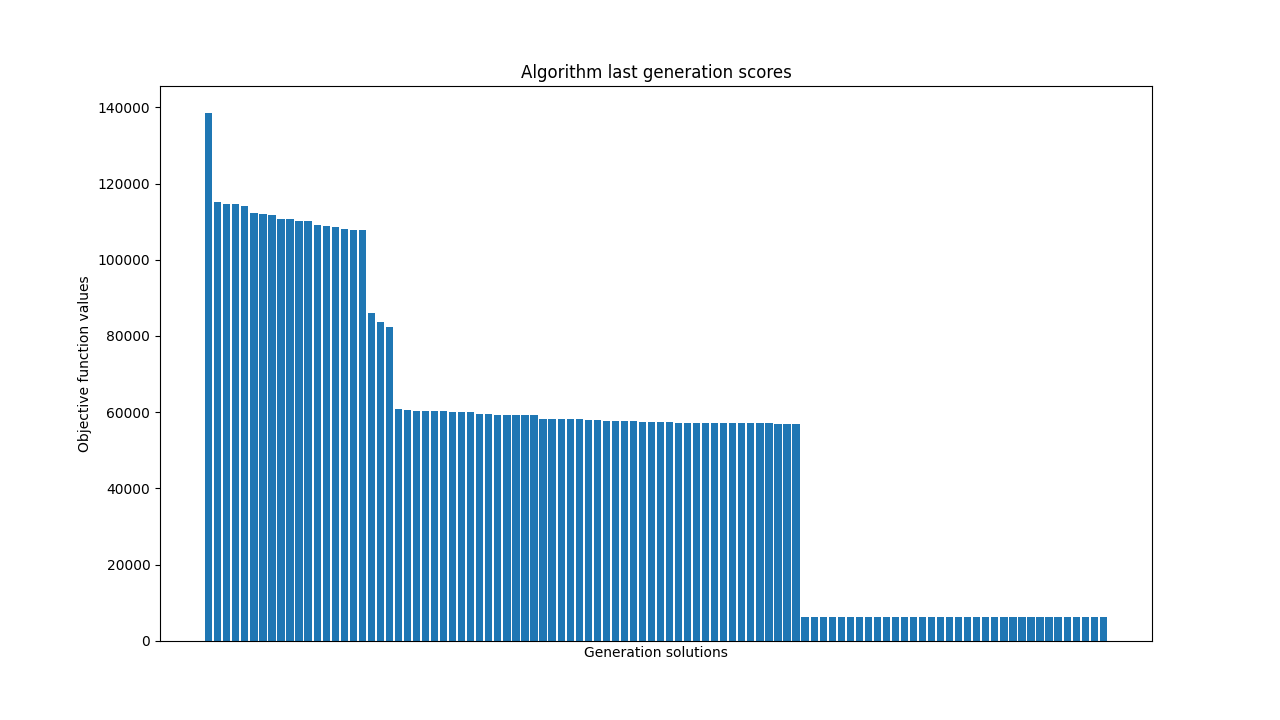 Algorithm last generation scores
140000
120000
100000
80000
60000
40000
20000
0
Objective function values
Generation solutions